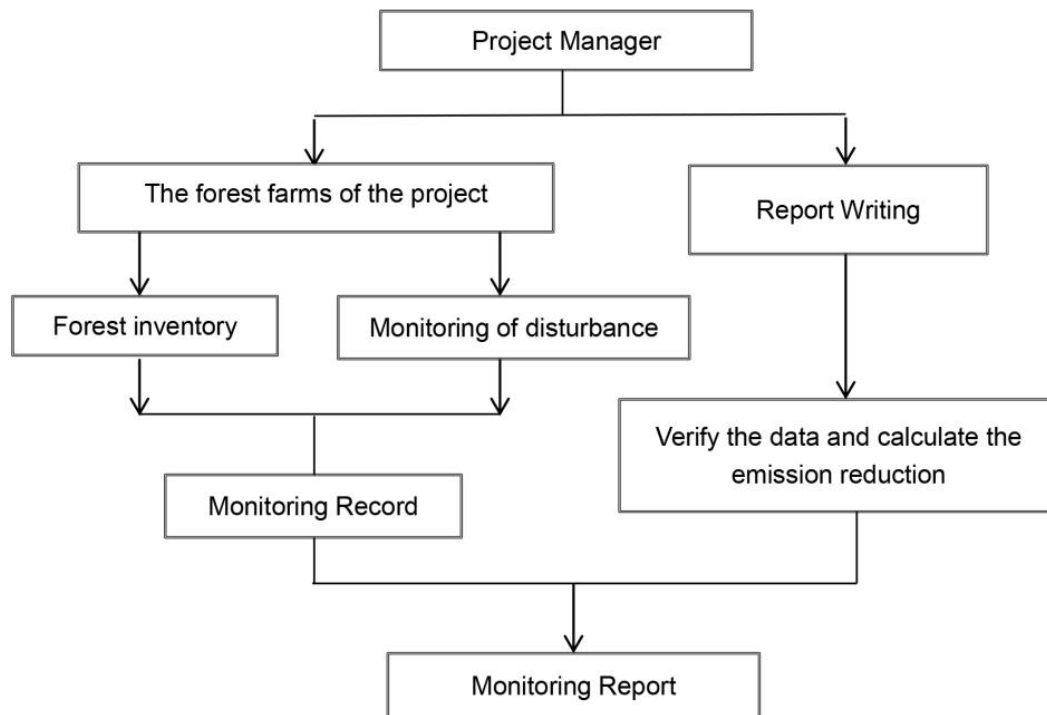 Project Manager
The forest farms of the project
Report Writing
Forest inventory
Monitoring of disturbance
Verify the data and calculate the
emission reduction
Monitoring Record
Monitoring Report